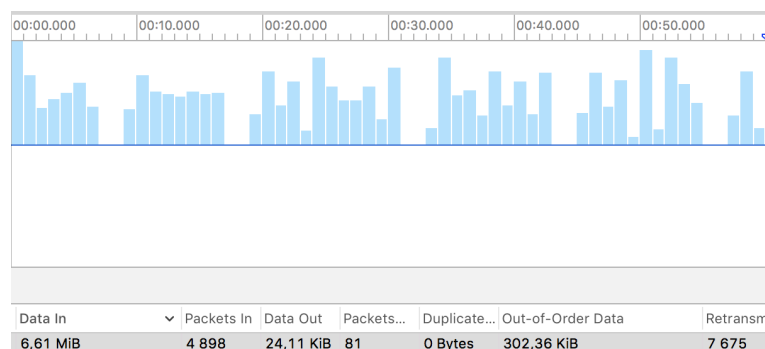 00:00.000 00:10.000 00:20.000 00:30.000 00:40.000 00:50.000
Data In Packets In Data Out Packets... Duplicate... Out-of-Order Data Retransm
6,61 MiB 4 898 24,11 KiB 81 0 Bytes 302,36 KiB 7 675